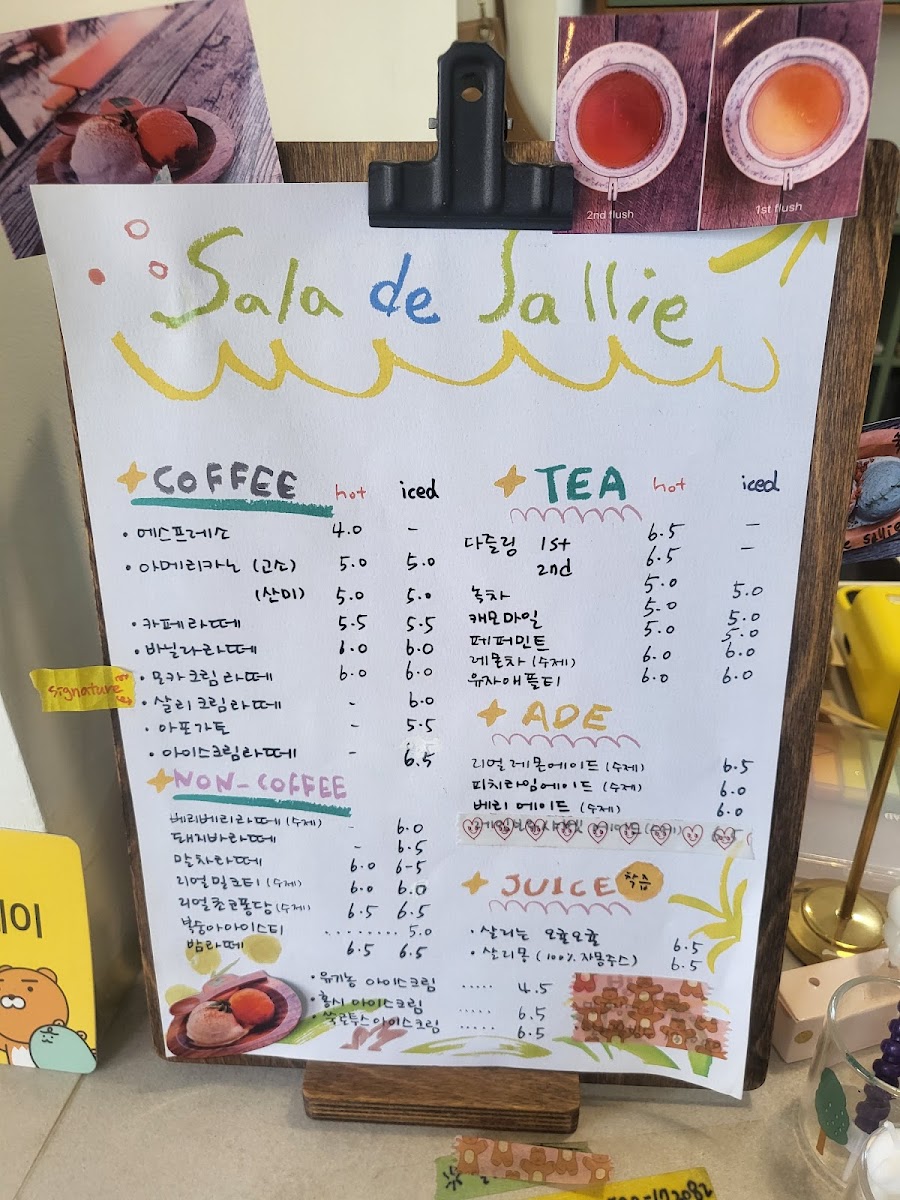 2nd flush
1st flush
Sala de Sallie
COFFEE hot iced
에스프레소 4.0 -
아메리카노 (고소) 5.0 5.0
(산미) 5.0 5.0
카페라떼 5.5 5.5
바닐라라떼 6.0 6.0
모카크림라떼 6.0 6.0
signature
살리크림라떼 - 6.0
아포가토 - 5.5
아이스크림라떼 - 6.5
NON-COFFEE
베리베리라떼 (수제) - 6.0
돼지바라떼 - 6.5
말차라떼 6.0 6-5
리얼밀크티 (수제) 6.0 6.0
리얼초코퐁당 (수제) 6.5 6.5
복숭아아이스티 ......... 5.0
밤라떼 6.5 6.5
유기농 아이스크림 ..... 4.5
홍시 아이스크림 6.5
쑥크투스아이스크림 ..... 6.5
TEA hot iced
다즐링 1st 6.5 -
2nd 6.5 -
녹차 5.0 5.0
캐모마일 5.0 5.0
페퍼민트 5.0 5.0
레몬차 (수제) 6.0 6.0
유자애플티 6.0 6.0
ADE
리얼레몬에이드 (수제) 6.5
피치라임에이드 (수제) 6.0
베리에이드 (수제) 6.0
JUICE 착즙
살리는 오귤오귤 6.5
살리몽 (100% 자몽주스) 6.5